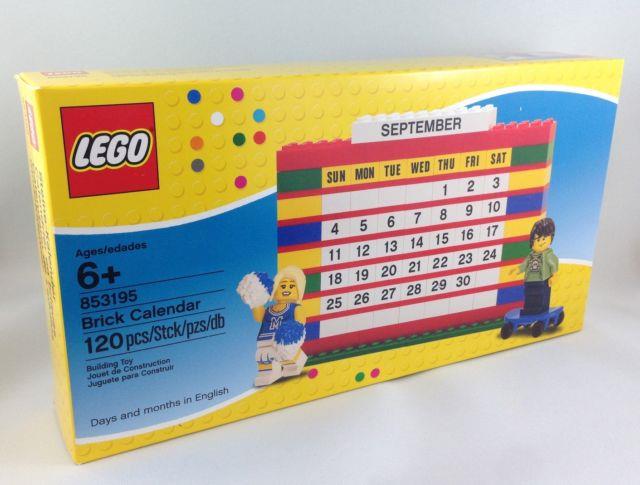 LEGO
LEGO
LEGO
Ages/edades
6+
853195
Brick Calendar
120 pcs/Stck/pzs/db
Building Toy
Jouet de Construction
Juguete para Construir
Days and months in English
SEPTEMBER
SUN MON TUE WED THU FRI SAT
1 2 3
4 5 6 7 8 9 10
11 12 13 14 15 16 17
18 19 20 21 22 23 24
25 26 27 28 29 30
M